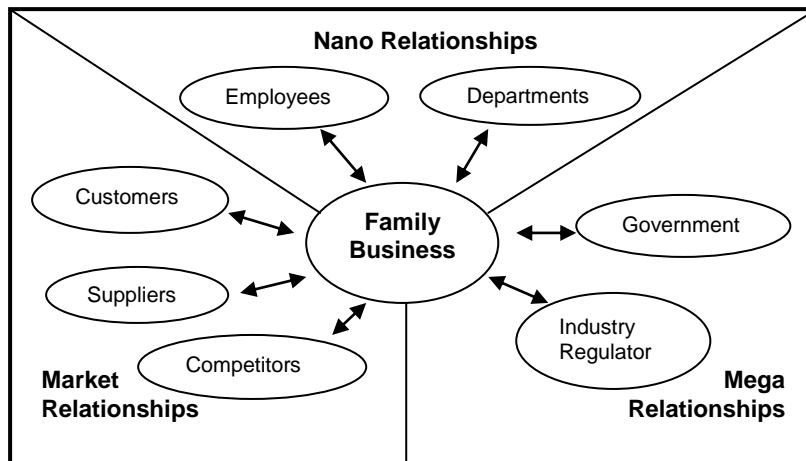 Nano Relationships
Employees
Departments
Customers
Family
Business
Government
Suppliers
Industry
Regulator
Competitors
Market
Relationships
Mega
Relationships